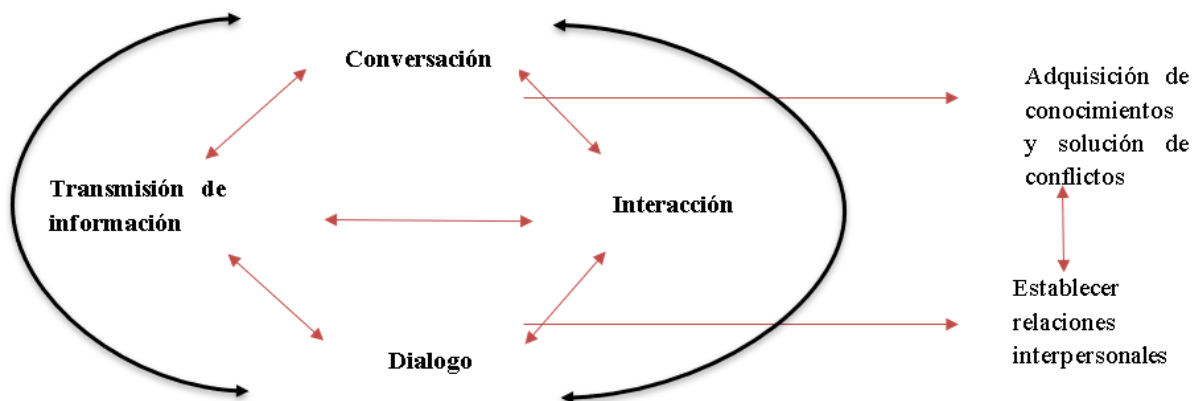 Conversación
Adquisición de
conocimientos
y solución de
conflictos
Transmisión de
información
Interacción
Establecer
relaciones
interpersonales
Dialogo